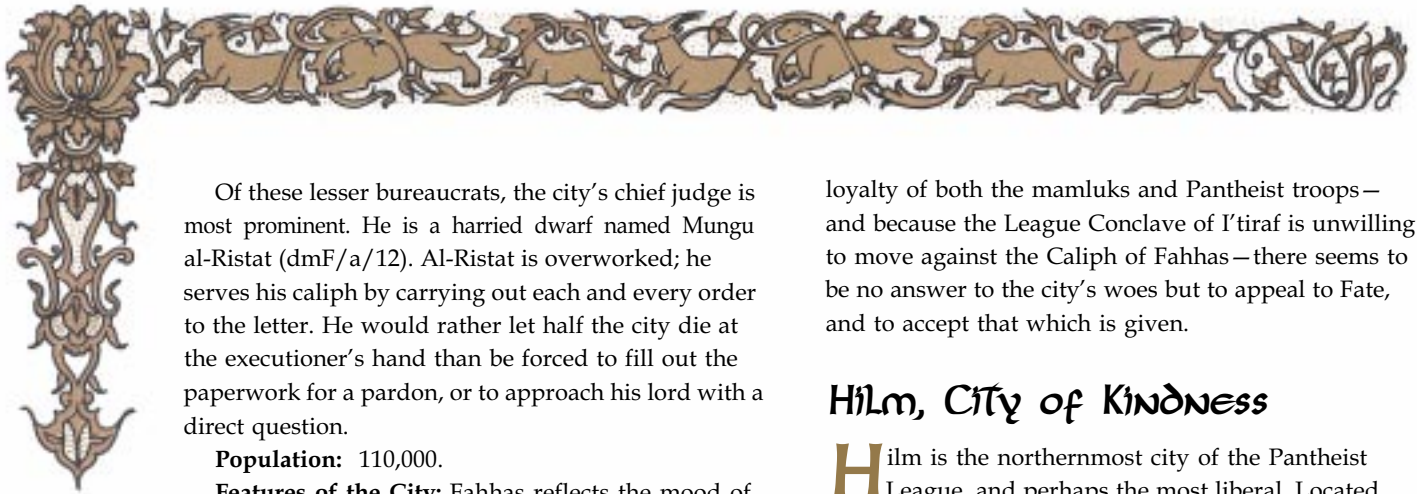 Of these lesser bureaucrats, the city's chief judge is
most prominent. He is a harried dwarf named Mungu
al-Ristat (dmF/a/12). Al-Ristat is overworked; he
serves his caliph by carrying out each and every order
to the letter. He would rather let half the city die at
the executioner's hand than be forced to fill out the
paperwork for a pardon, or to approach his lord with a
direct question.
Population: 110,000.
Features of the City: Fahhas reflects the mood of
loyalty of both the mamluks and Pantheist troops—
and because the League Conclave of I'tiraf is unwilling
to move against the Caliph of Fahhas—there seems to
be no answer to the city's woes but to appeal to Fate,
and to accept that which is given.
Hilm, City of Kindness
Hilm is the northernmost city of the Pantheist
League, and perhaps the most liberal. Located